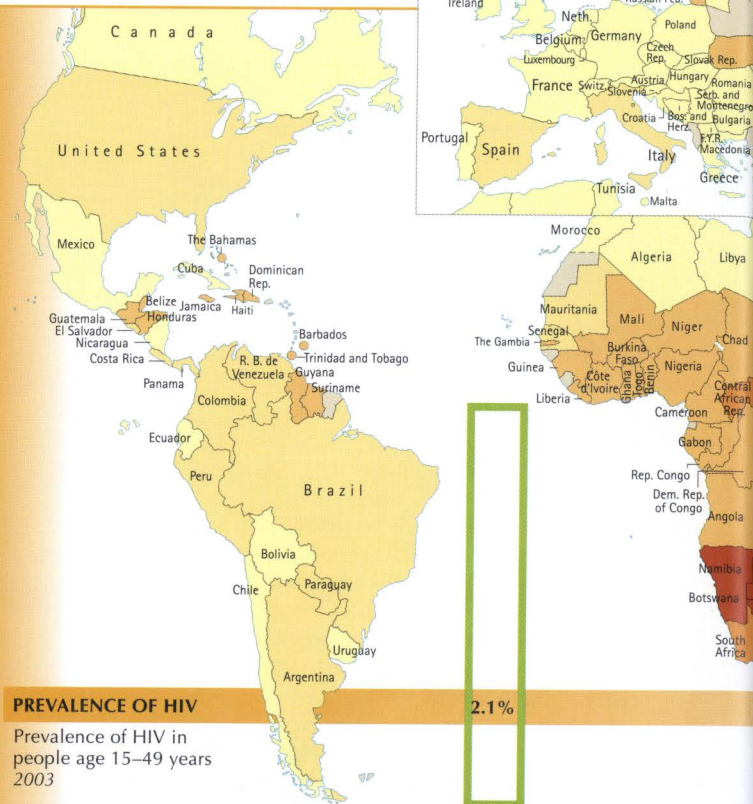 Canada
United States
Mexico
The Bahamas
Cuba
Dominican
Rep.
Belize
Jamaica
Haiti
Guatemala
Honduras
El Salvador
Nicaragua
Costa Rica
Panama
Barbados
Trinidad and Tobago
R. B. de
Venezuela
Guyana
Suriname
Colombia
Ecuador
Peru
Brazil
Bolivia
Chile
Paraguay
Uruguay
Argentina
Ireland
Neth.
Poland
Belgium
Germany
Luxembourg
Czech
Rep.
Slovak Rep.
France
Switz.
Austria
Hungary
Romania
Slovenia
Serb. and
Montenegro
Croatia
Bos. and
Herz.
Bulgaria
F.Y.R.
Macedonia
Portugal
Spain
Italy
Greece
Tunisia
Malta
Morocco
Algeria
Libya
Mauritania
Mali
Niger
Chad
Senegal
The Gambia
Burkina
Faso
Guinea
Côte
d'Ivoire
Ghana
Togo
Benin
Nigeria
Liberia
Central
African
Rep.
Cameroon
Gabon
Rep. Congo
Dem. Rep.
of Congo
Angola
Namibia
Botswana
South
Africa
PREVALENCE OF HIV 2.1%
Prevalence of HIV in
people age 15–49 years
2003